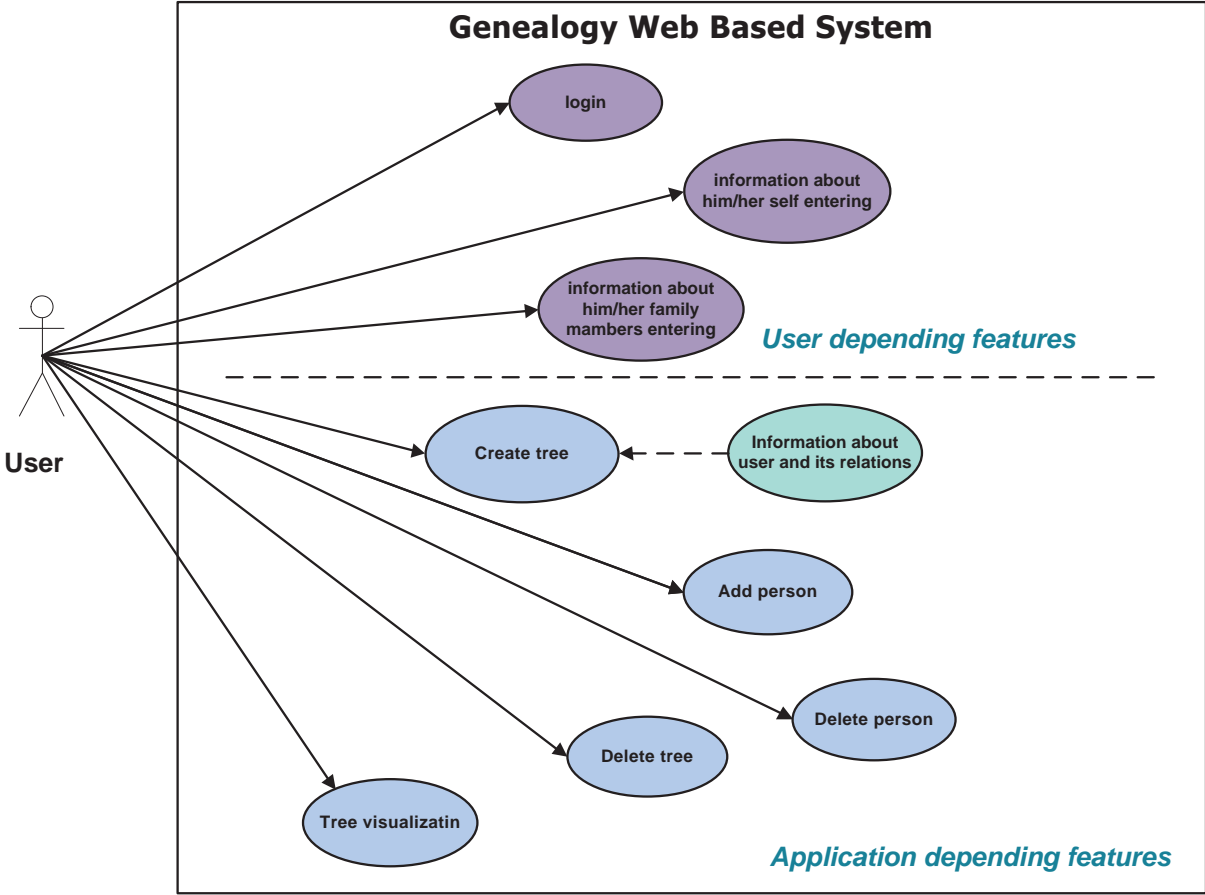 Genealogy Web Based System
login
information about
him/her self entering
information about
him/her family
mambers entering
User depending features
User
Create tree
Information about
user and its relations
Add person
Delete person
Delete tree
Tree visualizatin
Application depending features